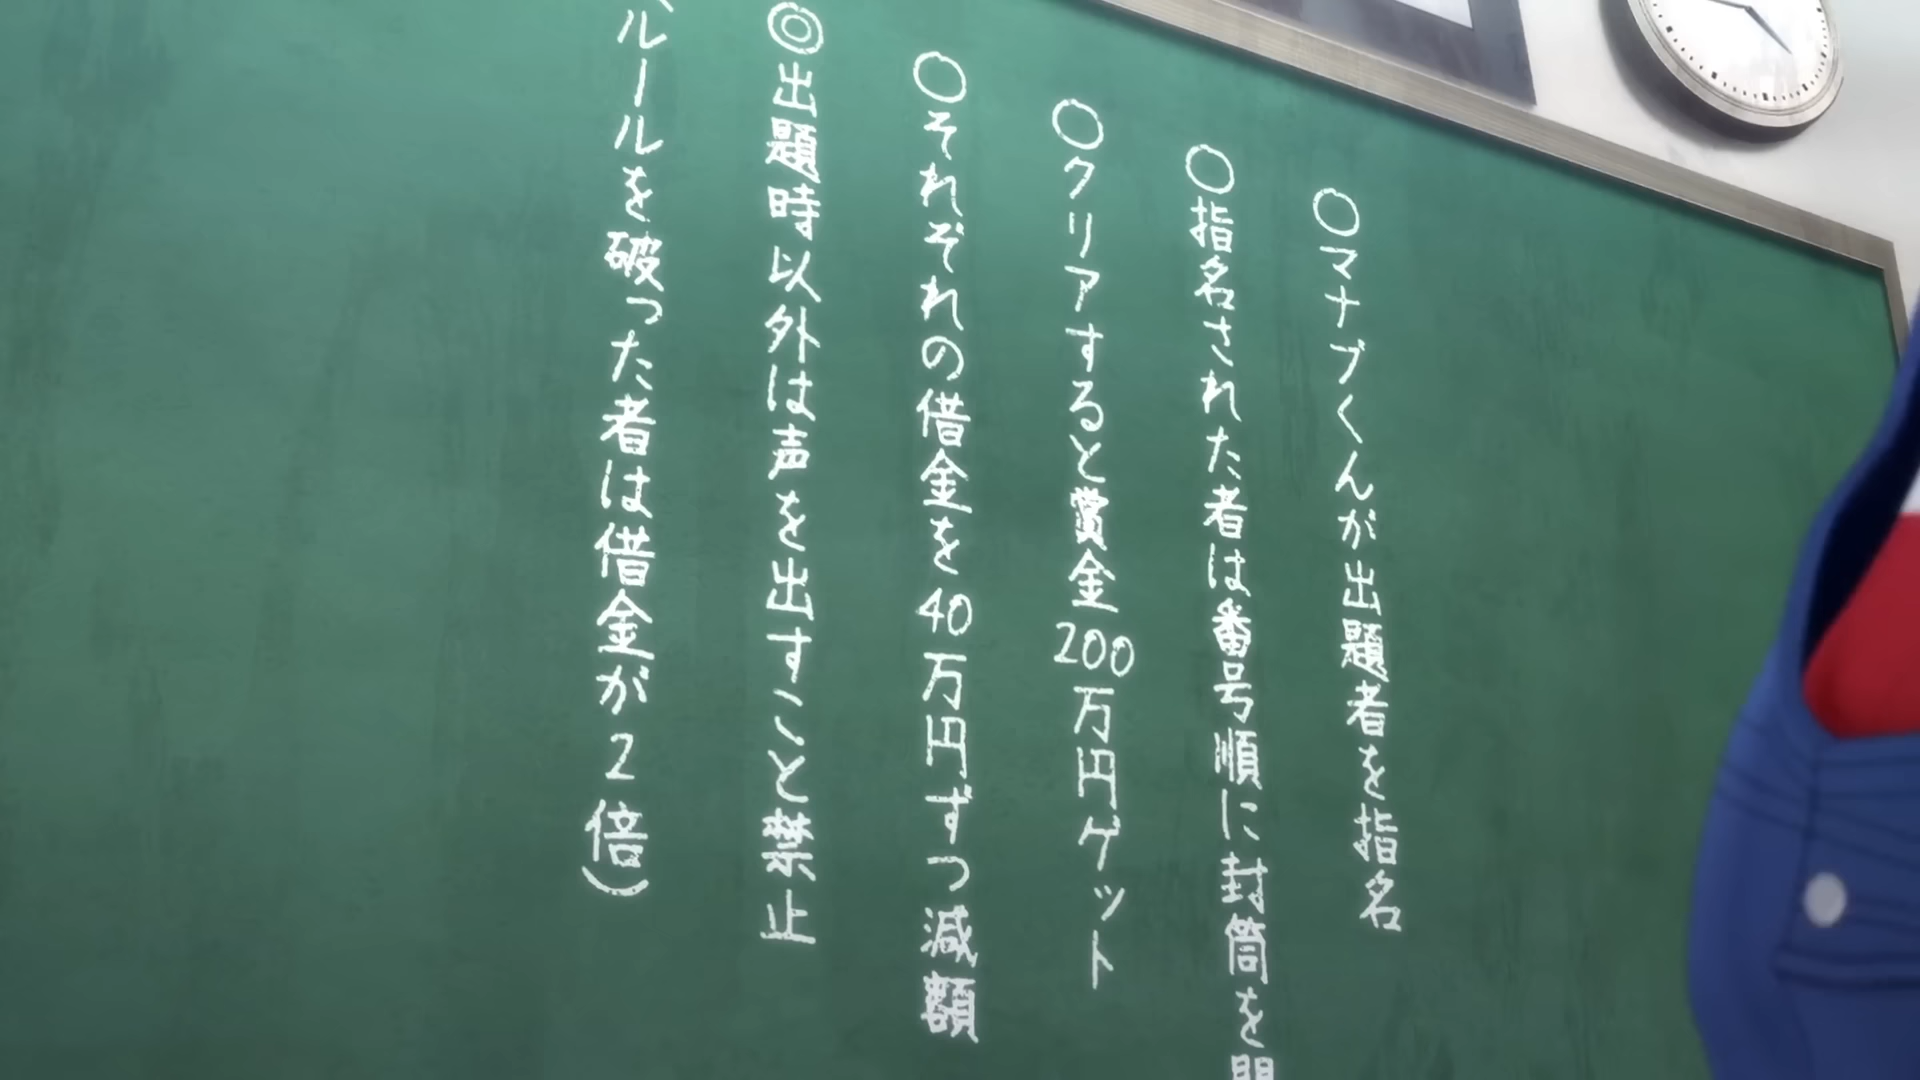 ○マナブくんが出題者を指名
○指名された者は番号順に封筒を開
○クリアすると賞金200万円ゲット
○それぞれの借金を40万円ずつ減額
◎出題時以外は声を出すこと禁止
ルールを破った者は借金が2倍)